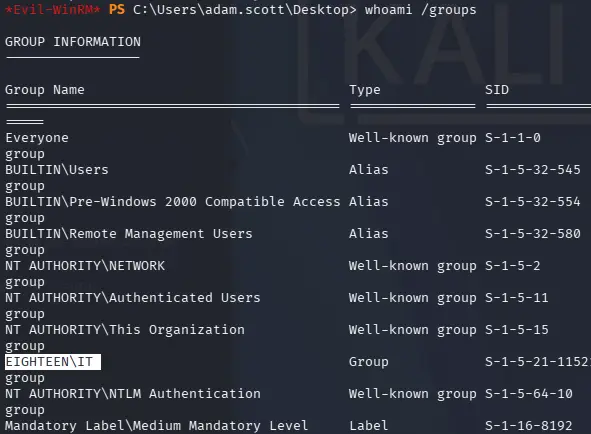 *Evil-WinRM* PS C:\Users\adam.scott\Desktop> whoami /groups
GROUP INFORMATION
-----------------
Group Name Type SID
========================================== ================ =============
=====
Everyone Well-known group S-1-1-0
group
BUILTIN\Users Alias S-1-5-32-545
group
BUILTIN\Pre-Windows 2000 Compatible Access Alias S-1-5-32-554
group
BUILTIN\Remote Management Users Alias S-1-5-32-580
group
NT AUTHORITY\NETWORK Well-known group S-1-5-2
group
NT AUTHORITY\Authenticated Users Well-known group S-1-5-11
group
NT AUTHORITY\This Organization Well-known group S-1-5-15
group
EIGHTEEN\IT Group S-1-5-21-11521
group
NT AUTHORITY\NTLM Authentication Well-known group S-1-5-64-10
group
Mandatory Label\Medium Mandatory Level Label S-1-16-8192
KALI